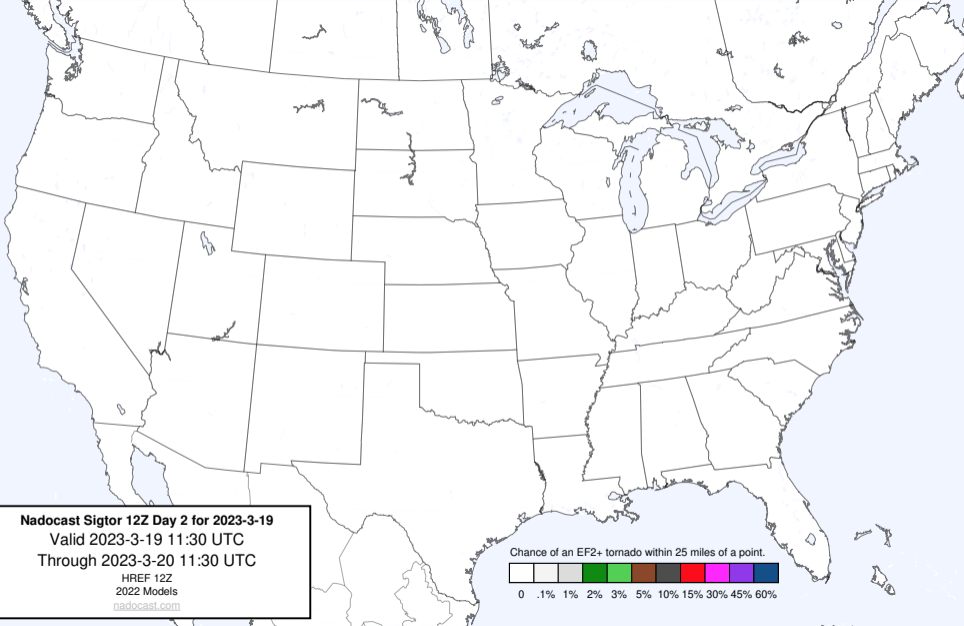 Nadocast Sigtor 12Z Day 2 for 2023-3-19
Valid 2023-3-19 11:30 UTC
Through 2023-3-20 11:30 UTC
HREF 12Z
2022 Models
nadocast.com
Chance of an EF2+ tornado within 25 miles of a point.
0 .1% 1% 2% 3% 5% 10% 15% 30% 45% 60%